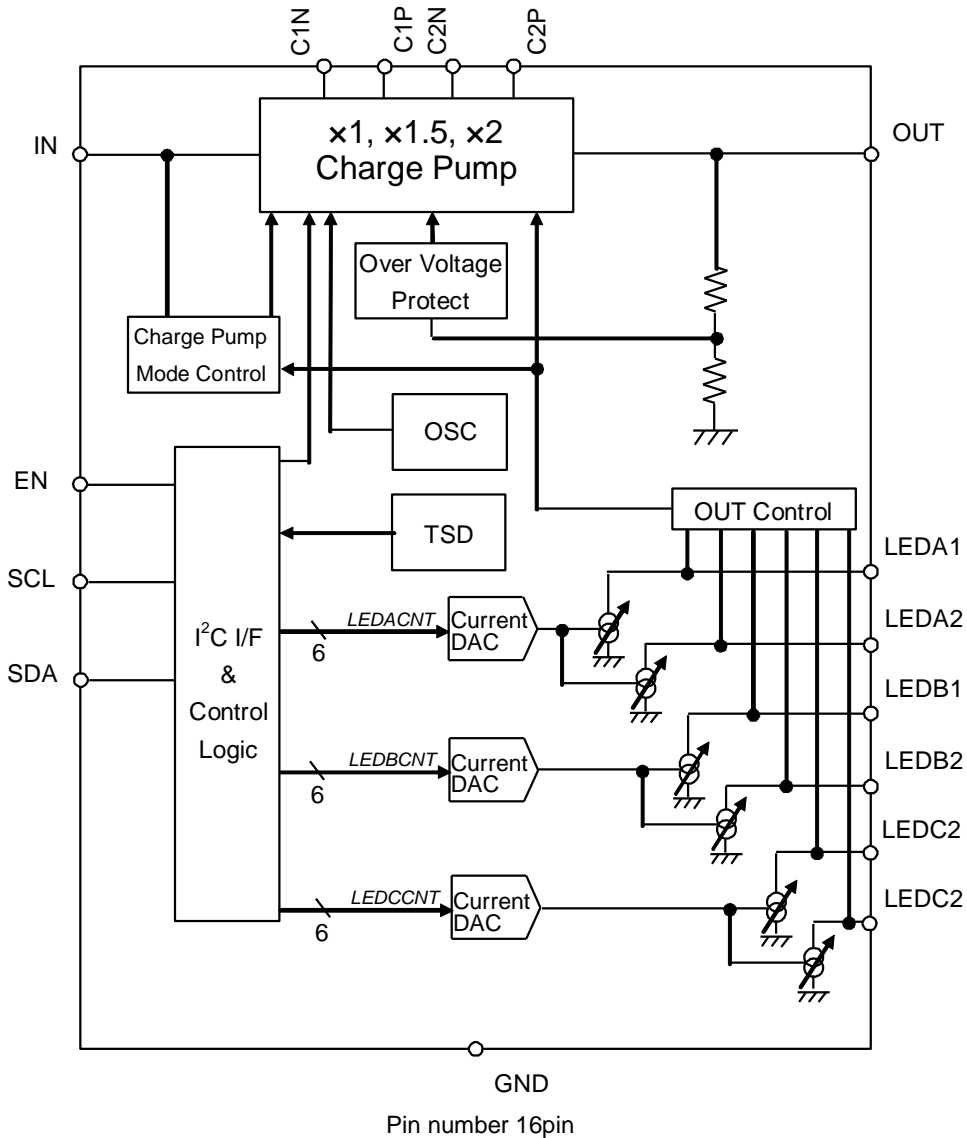 C1N
C1P
C2N
C2P
×1, ×1.5, ×2
Charge Pump
IN
OUT
Over Voltage
Protect
Charge Pump
Mode Control
OSC
EN
TSD
OUT Control
LEDA1
SCL
LEDACNT
6
Current
DAC
LEDA2
I²C I/F
&
Control
Logic
SDA
LEDB1
LEDBCNT
6
Current
DAC
LEDB2
LEDC2
LEDCCNT
6
Current
DAC
LEDC2
GND
Pin number 16pin